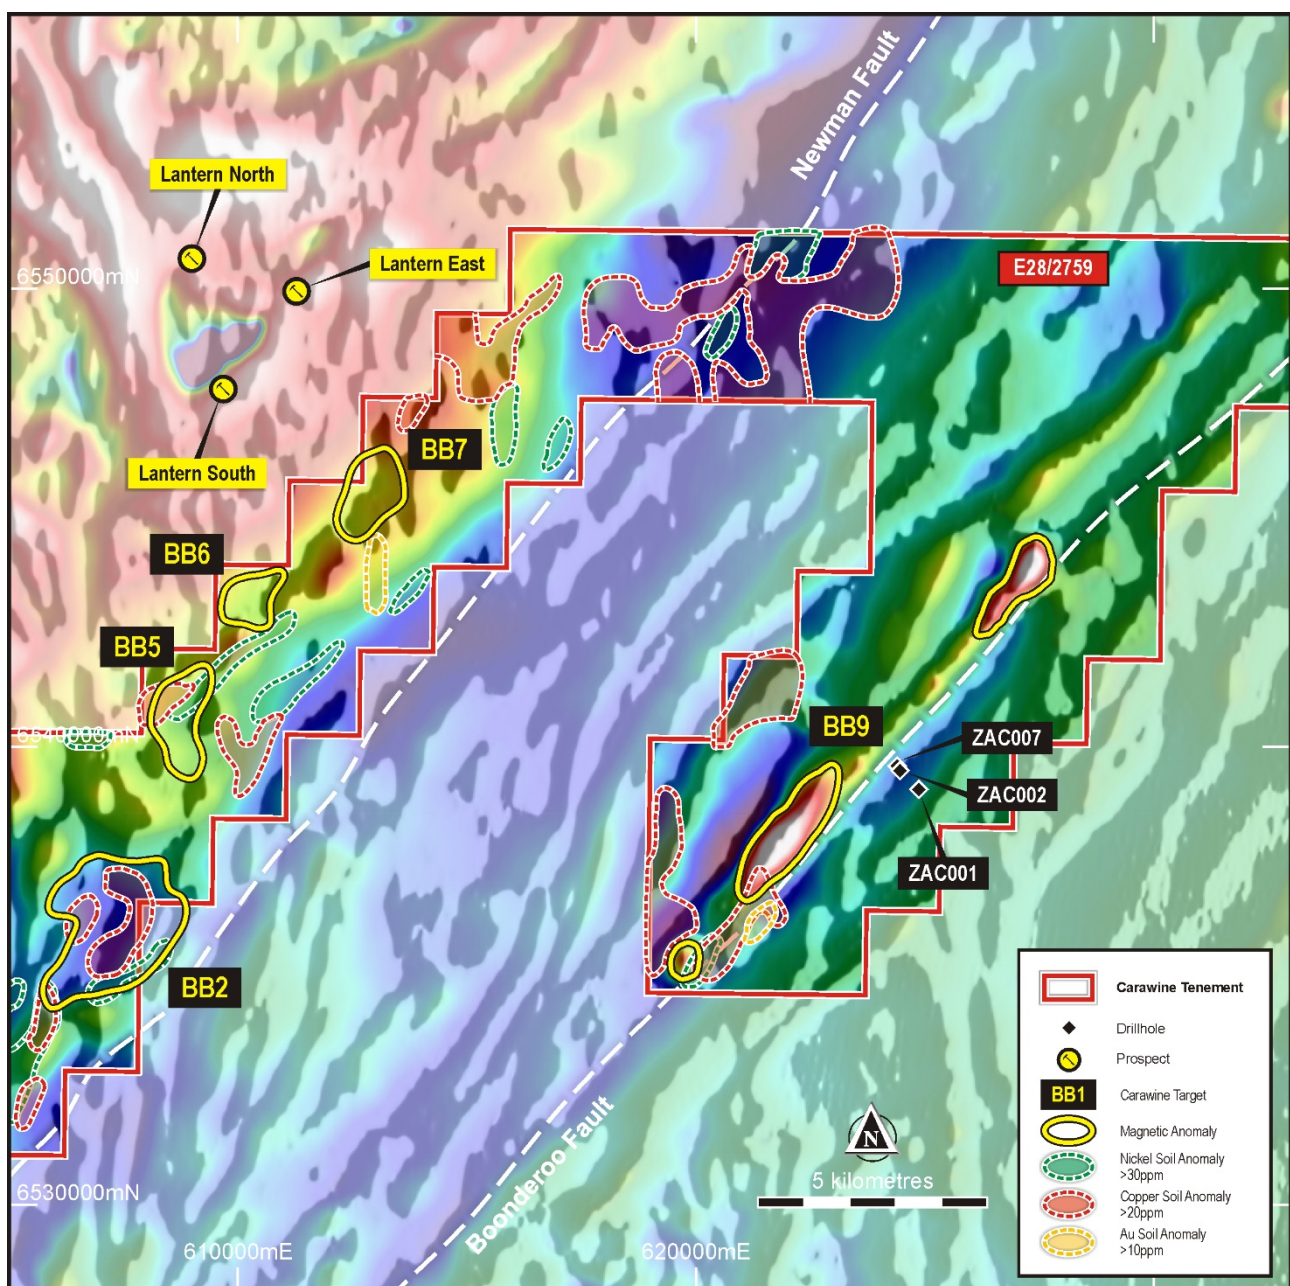 Newman Fault
Lantern North
Lantern East
6550000mN
E28/2759
Lantern South
BB7
BB6
BB5
6540000mN
BB9
ZAC007
ZAC002
ZAC001
BB2
Boonderoo Fault
N
5 kilometres
6530000mN
610000mE
620000mE
Carawine Tenement
Drillhole
Prospect
BB1
Carawine Target
Magnetic Anomaly
Nickel Soil Anomaly
>30ppm
Copper Soil Anomaly
>20ppm
Au Soil Anomaly
>10ppm